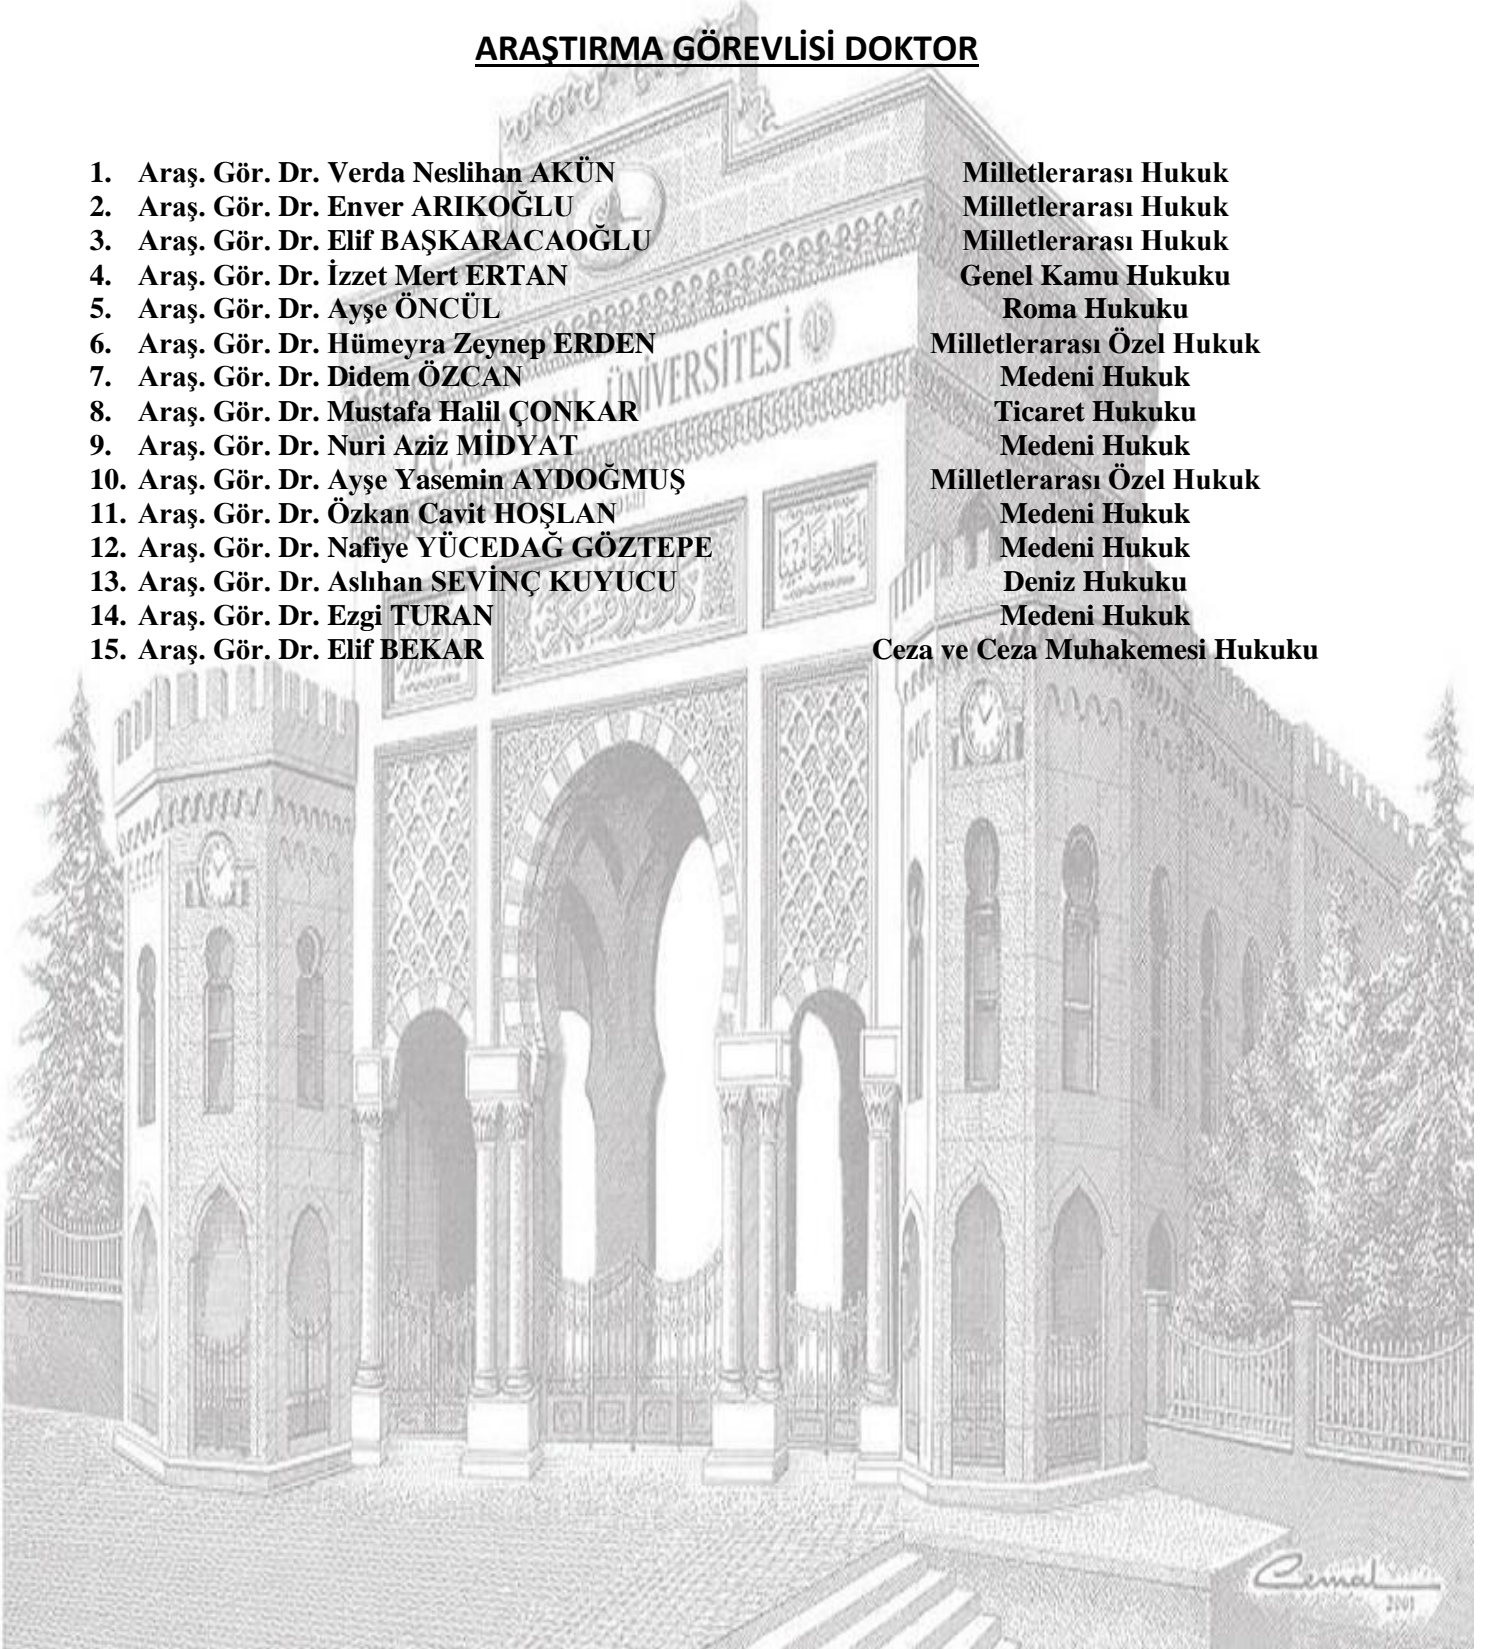 ARAŞTIRMA GÖREVLİSİ DOKTOR
1. Araş. Gör. Dr. Verda Neslihan AKÜN Milletlerarası Hukuk
2. Araş. Gör. Dr. Enver ARIKOĞLU Milletlerarası Hukuk
3. Araş. Gör. Dr. Elif BAŞKARACAOĞLU Milletlerarası Hukuk
4. Araş. Gör. Dr. İzzet Mert ERTAN Genel Kamu Hukuku
5. Araş. Gör. Dr. Ayşe ÖNCÜL Roma Hukuku
6. Araş. Gör. Dr. Hümeyra Zeynep ERDEN Milletlerarası Özel Hukuk
7. Araş. Gör. Dr. Didem ÖZCAN Medeni Hukuk
8. Araş. Gör. Dr. Mustafa Halil ÇONKAR Ticaret Hukuku
9. Araş. Gör. Dr. Nuri Aziz MİDYAT Medeni Hukuk
10. Araş. Gör. Dr. Ayşe Yasemin AYDOĞMUŞ Milletlerarası Özel Hukuk
11. Araş. Gör. Dr. Özkan Cavit HOŞLAN Medeni Hukuk
12. Araş. Gör. Dr. Nafiye YÜCEDAĞ GÖZTEPE Medeni Hukuk
13. Araş. Gör. Dr. Aslıhan SEVİNÇ KUYUCU Deniz Hukuku
14. Araş. Gör. Dr. Ezgi TURAN Medeni Hukuk
15. Araş. Gör. Dr. Elif BEKAR Ceza ve Ceza Muhakemesi Hukuku
T.C. İSTANBUL ÜNİVERSİTESİ
Cemal
2001